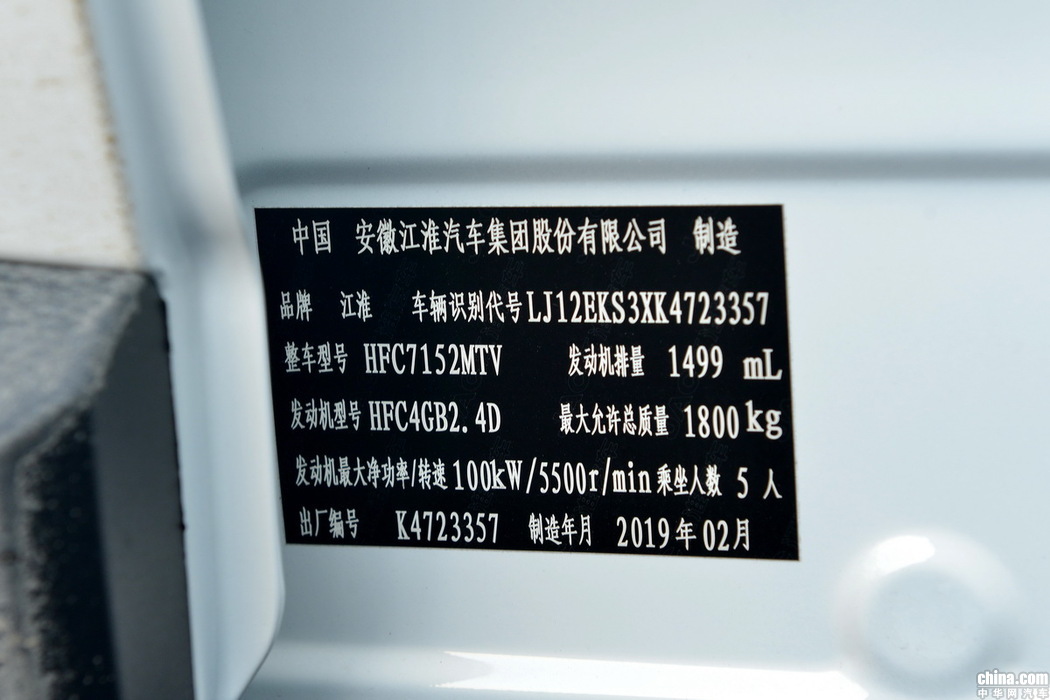 中国 安徽江淮汽车集团股份有限公司 制造
品牌 江淮 车辆识别代号LJ12EKS3XK4723357
整车型号 HFC7152MTV 发动机排量 1499 mL
发动机型号 HFC4GB2.4D 最大允许总质量 1800kg
发动机最大净功率/转速 100kW/5500r/min 乘坐人数 5 人
出厂编号 K4723357 制造年月 2019年02月
china.com
中华网汽车